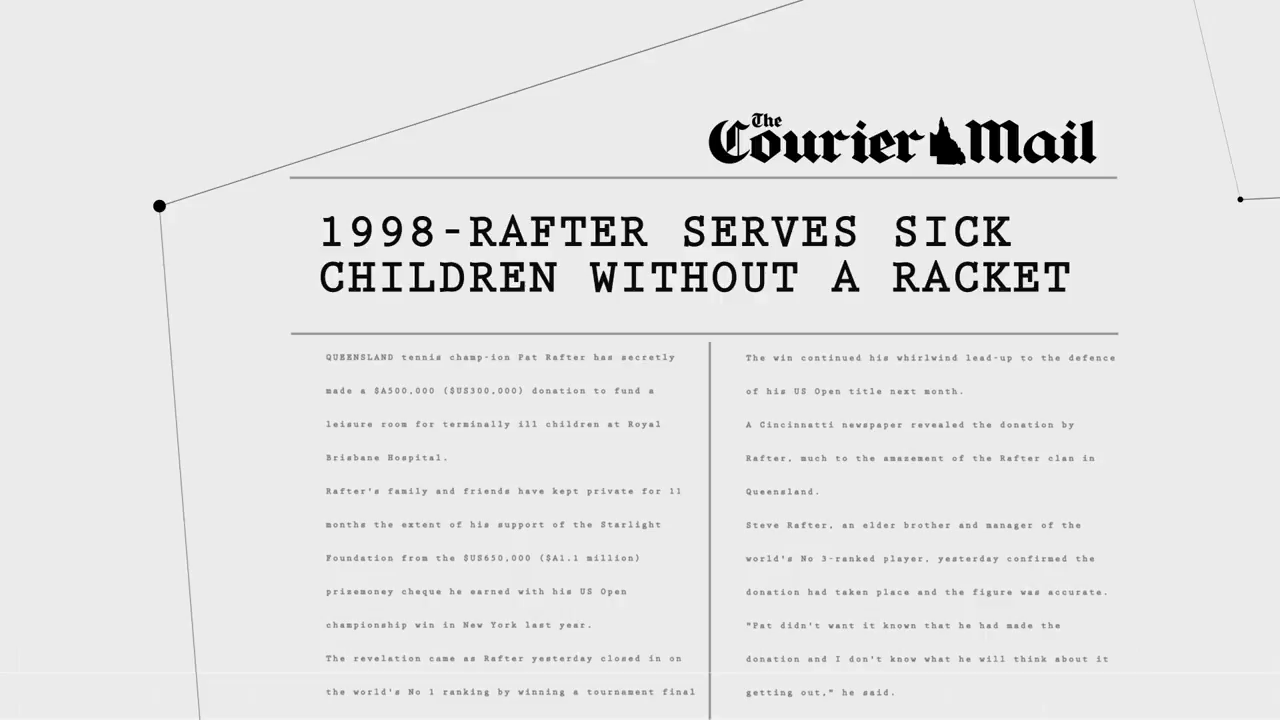 The Courier Mail
1998-RAFTER SERVES SICK
CHILDREN WITHOUT A RACKET
QUEENSLAND tennis champ-ion Pat Rafter has secretly
made a $A500,000 ($US300,000) donation to fund a
leisure room for terminally ill children at Royal
Brisbane Hospital.
Rafter's family and friends have kept private for 11
months the extent of his support of the Starlight
Foundation from the $US650,000 ($A1.1 million)
prizemoney cheque he earned with his US Open
championship win in New York last year.
The revelation came as Rafter yesterday closed in on
the world's No 1 ranking by winning a tournament final
The win continued his whirlwind lead-up to the defence
of his US Open title next month.
A Cincinnatti newspaper revealed the donation by
Rafter, much to the amazement of the Rafter clan in
Queensland.
Steve Rafter, an elder brother and manager of the
world's No 3-ranked player, yesterday confirmed the
donation had taken place and the figure was accurate.
"Pat didn't want it known that he had made the
donation and I don't know what he will think about it
getting out," he said.